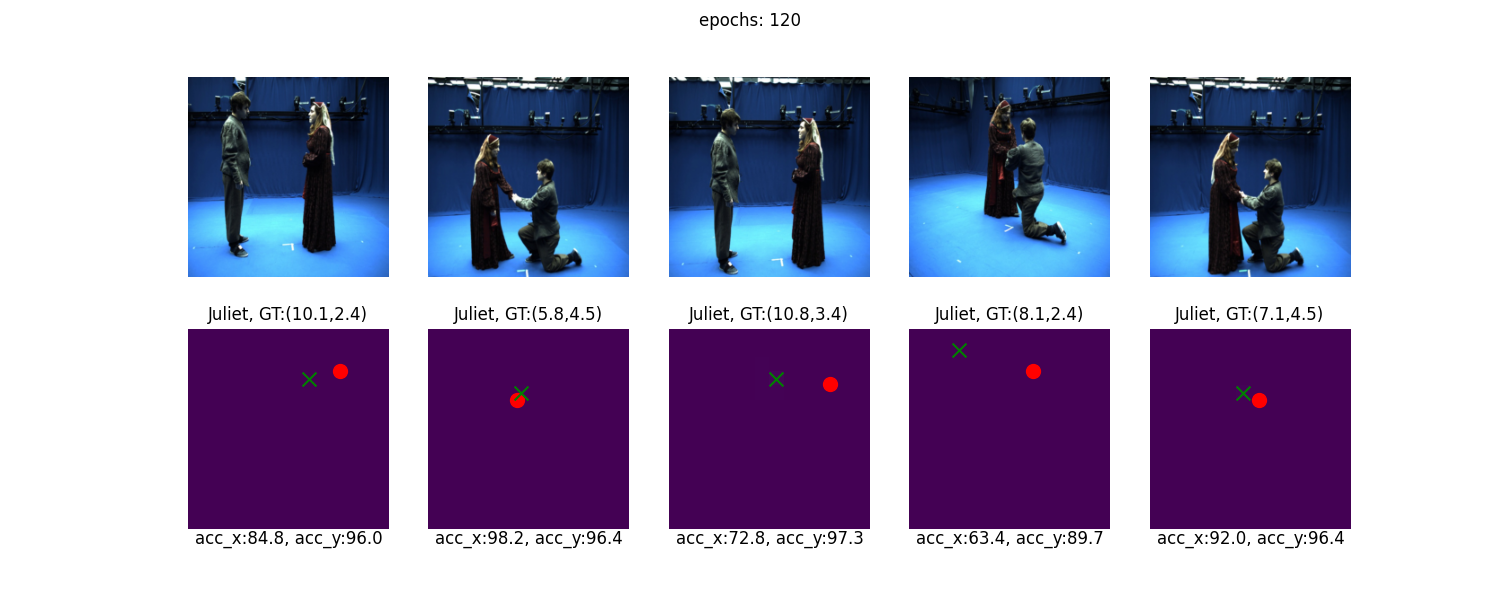 epochs: 120
Juliet, GT:(10.1,2.4)
Juliet, GT:(5.8,4.5)
Juliet, GT:(10.8,3.4)
Juliet, GT:(8.1,2.4)
Juliet, GT:(7.1,4.5)
acc_x:84.8, acc_y:96.0
acc_x:98.2, acc_y:96.4
acc_x:72.8, acc_y:97.3
acc_x:63.4, acc_y:89.7
acc_x:92.0, acc_y:96.4